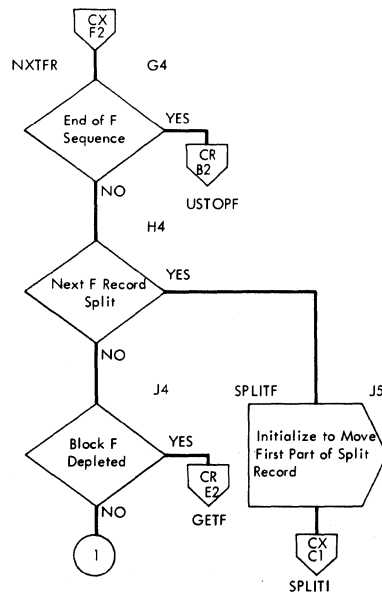 CX
F2
NXTFR
G4
End of F
Sequence
YES
CR
B2
USTOPF
NO
H4
Next F Record
Split
YES
NO
J4
SPLITF
J5
Block F
Depleted
YES
Initialize to Move
First Part of Split
Record
CR
E2
GETF
NO
1
CX
C1
SPLITI